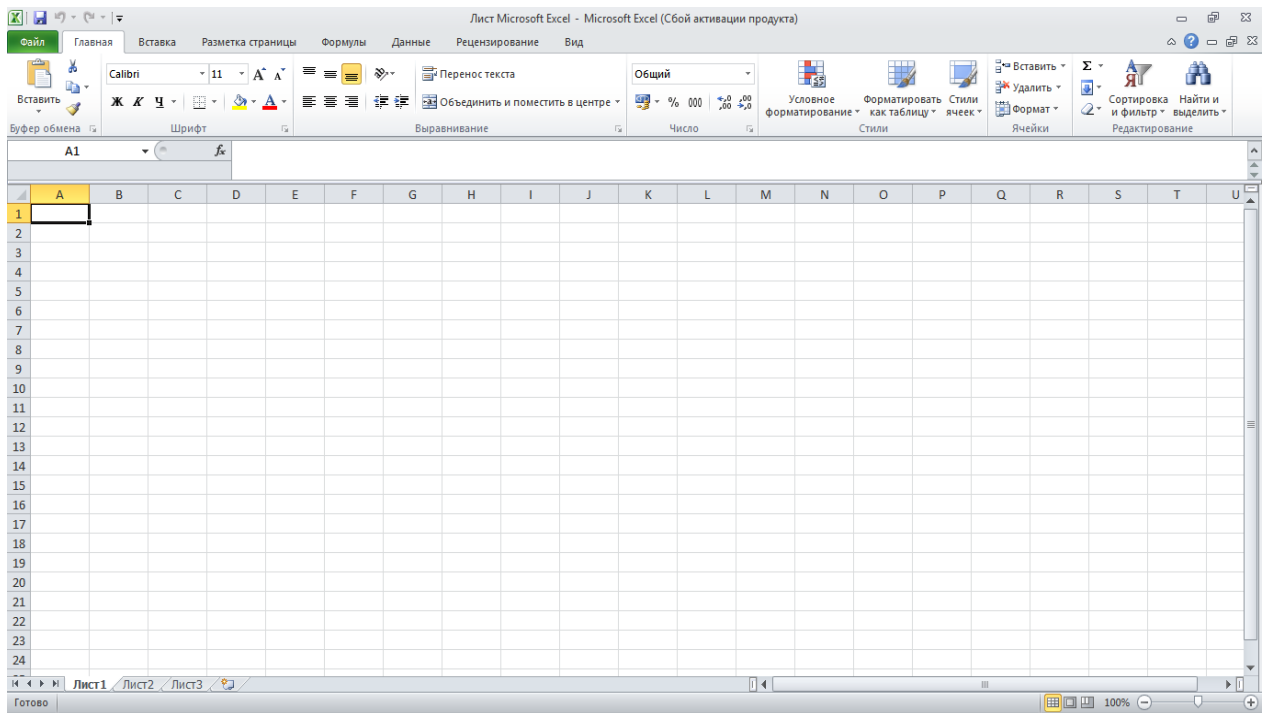 Лист Microsoft Excel - Microsoft Excel (Сбой активации продукта)
Файл Главная Вставка Разметка страницы Формулы Данные Рецензирование Вид
Вставить
Calibri 11
Ж К Ч
Перенос текста
Объединить и поместить в центре
Общий
% 000 ,0 ,00 ,00 ,0
Условное форматирование
Форматировать как таблицу
Стили ячеек
Вставить
Удалить
Формат
Σ
Сортировка и фильтр
Найти и выделить
Буфер обмена Шрифт Выравнивание Число Стили Ячейки Редактирование
A1 fx
A B C D E F G H I J K L M N O P Q R S T U
1
2
3
4
5
6
7
8
9
10
11
12
13
14
15
16
17
18
19
20
21
22
23
24
Лист1 Лист2 Лист3
Готово 100%